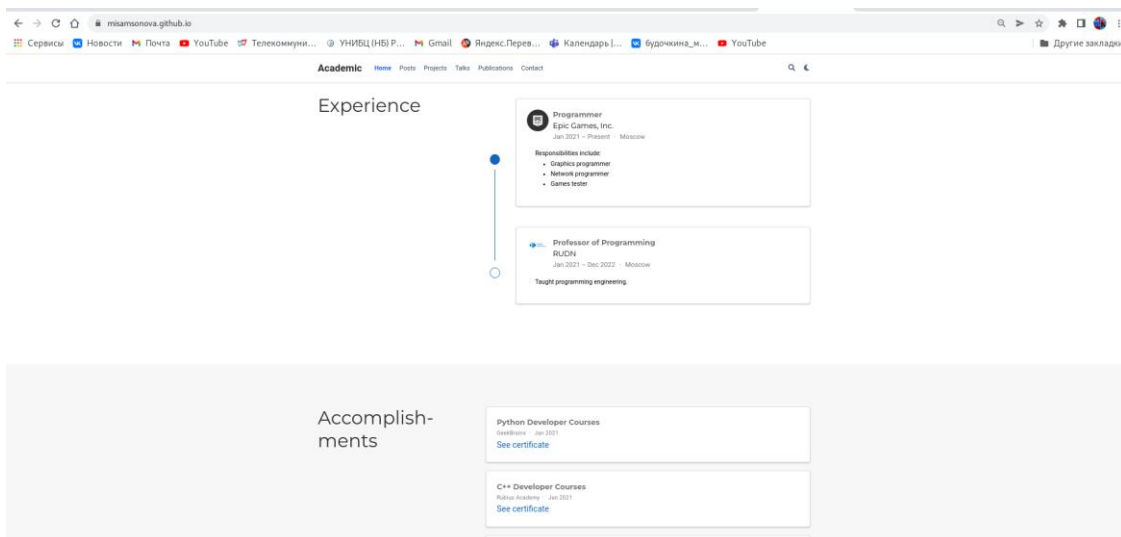 misamsonova.github.io
Сервисы Новости Почта YouTube Телекоммуни... УНИБЦ (НБ) Р... Gmail Яндекс.Перев... Календарь |... будочкина_м... YouTube Другие закладки
Academic Home Posts Projects Talks Publications Contact
Experience
Programmer
Epic Games, Inc.
Jan 2021 – Present · Moscow
Responsibilities include:
• Graphics programmer
• Network programmer
• Games tester
Professor of Programming
RUDN
Jan 2021 – Dec 2022 · Moscow
Taught programming engineering.
Accomplish-
ments
Python Developer Courses
GeekBrains · Jan 2021
See certificate
C++ Developer Courses
Rubius Academy · Jan 2021
See certificate